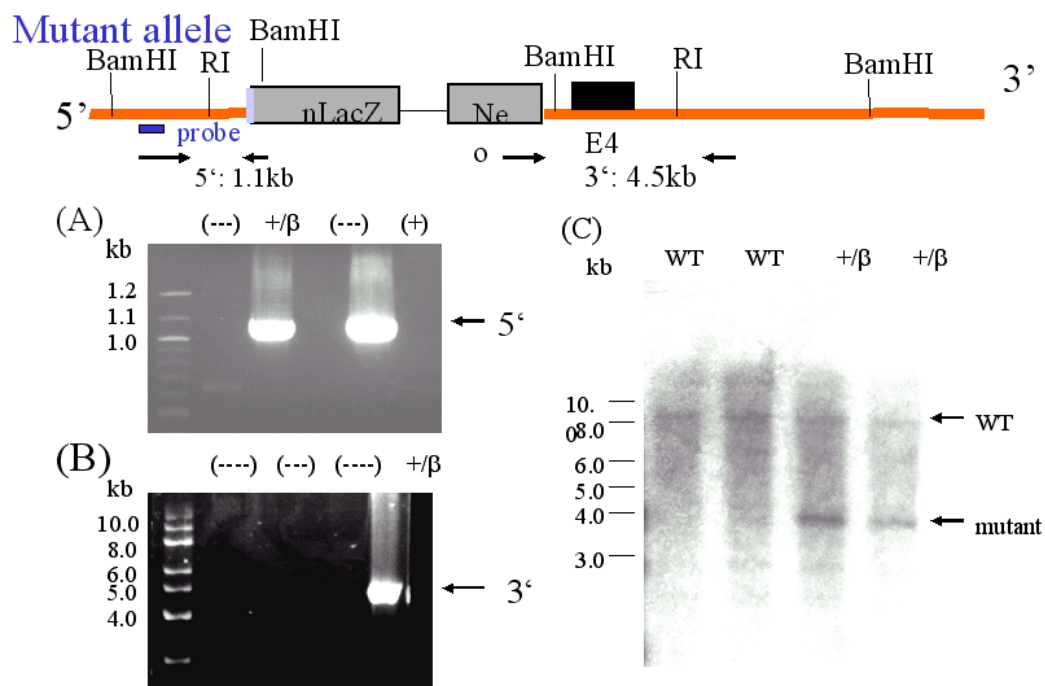 Mutant allele
BamHI
BamHI
RI
BamHI
RI
BamHI
3’
5’
nLacZ
Ne
o
E4
probe
5‘: 1.1kb
3‘: 4.5kb
(A)
(---)
+/β
(---)
(+)
kb
1.2
1.1
1.0
5‘
(B)
(----)
(---)
(----)
+/β
kb
10.0
8.0
6.0
5.0
4.0
3‘
(C)
kb
WT
WT
+/β
+/β
10.
0
8.0
6.0
5.0
4.0
3.0
WT
mutant